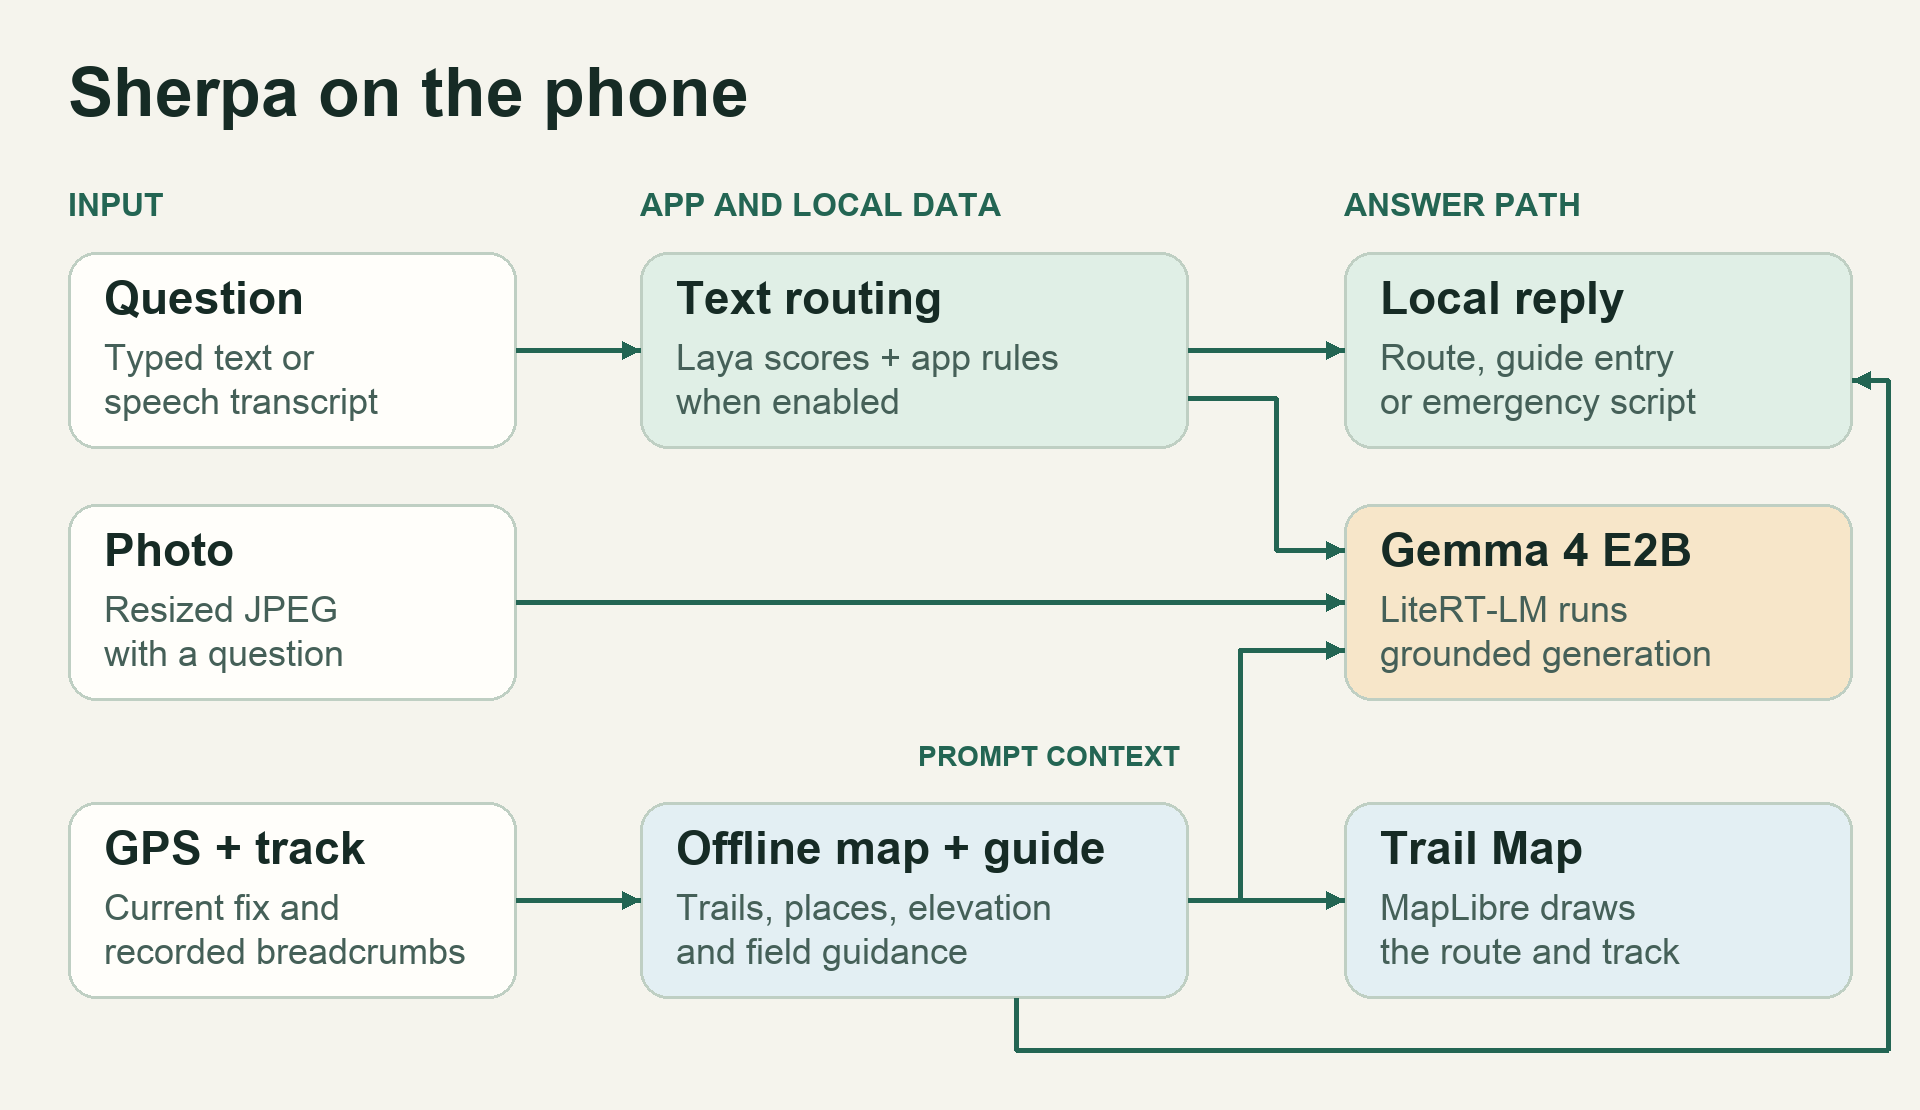 Sherpa on the phone
INPUT
APP AND LOCAL DATA
ANSWER PATH
Question
Typed text or
speech transcript
Text routing
Laya scores + app rules
when enabled
Local reply
Route, guide entry
or emergency script
Photo
Resized JPEG
with a question
Gemma 4 E2B
LiteRT-LM runs
grounded generation
PROMPT CONTEXT
GPS + track
Current fix and
recorded breadcrumbs
Offline map + guide
Trails, places, elevation
and field guidance
Trail Map
MapLibre draws
the route and track